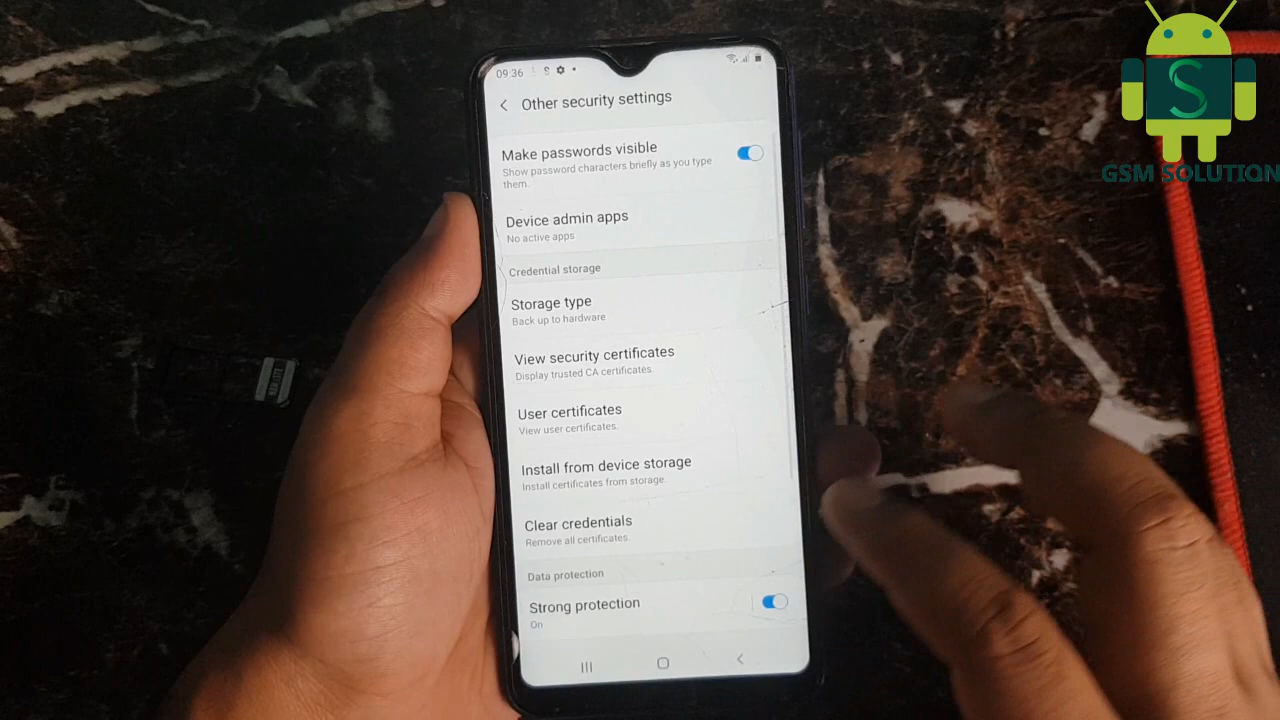 09:36
Other security settings
Make passwords visible
Show password characters briefly as you type
them.
Device admin apps
No active apps
Credential storage
Storage type
Back up to hardware
View security certificates
Display trusted CA certificates.
User certificates
View user certificates.
Install from device storage
Install certificates from storage.
Clear credentials
Remove all certificates.
Data protection
Strong protection
On
S
GSM SOLUTION